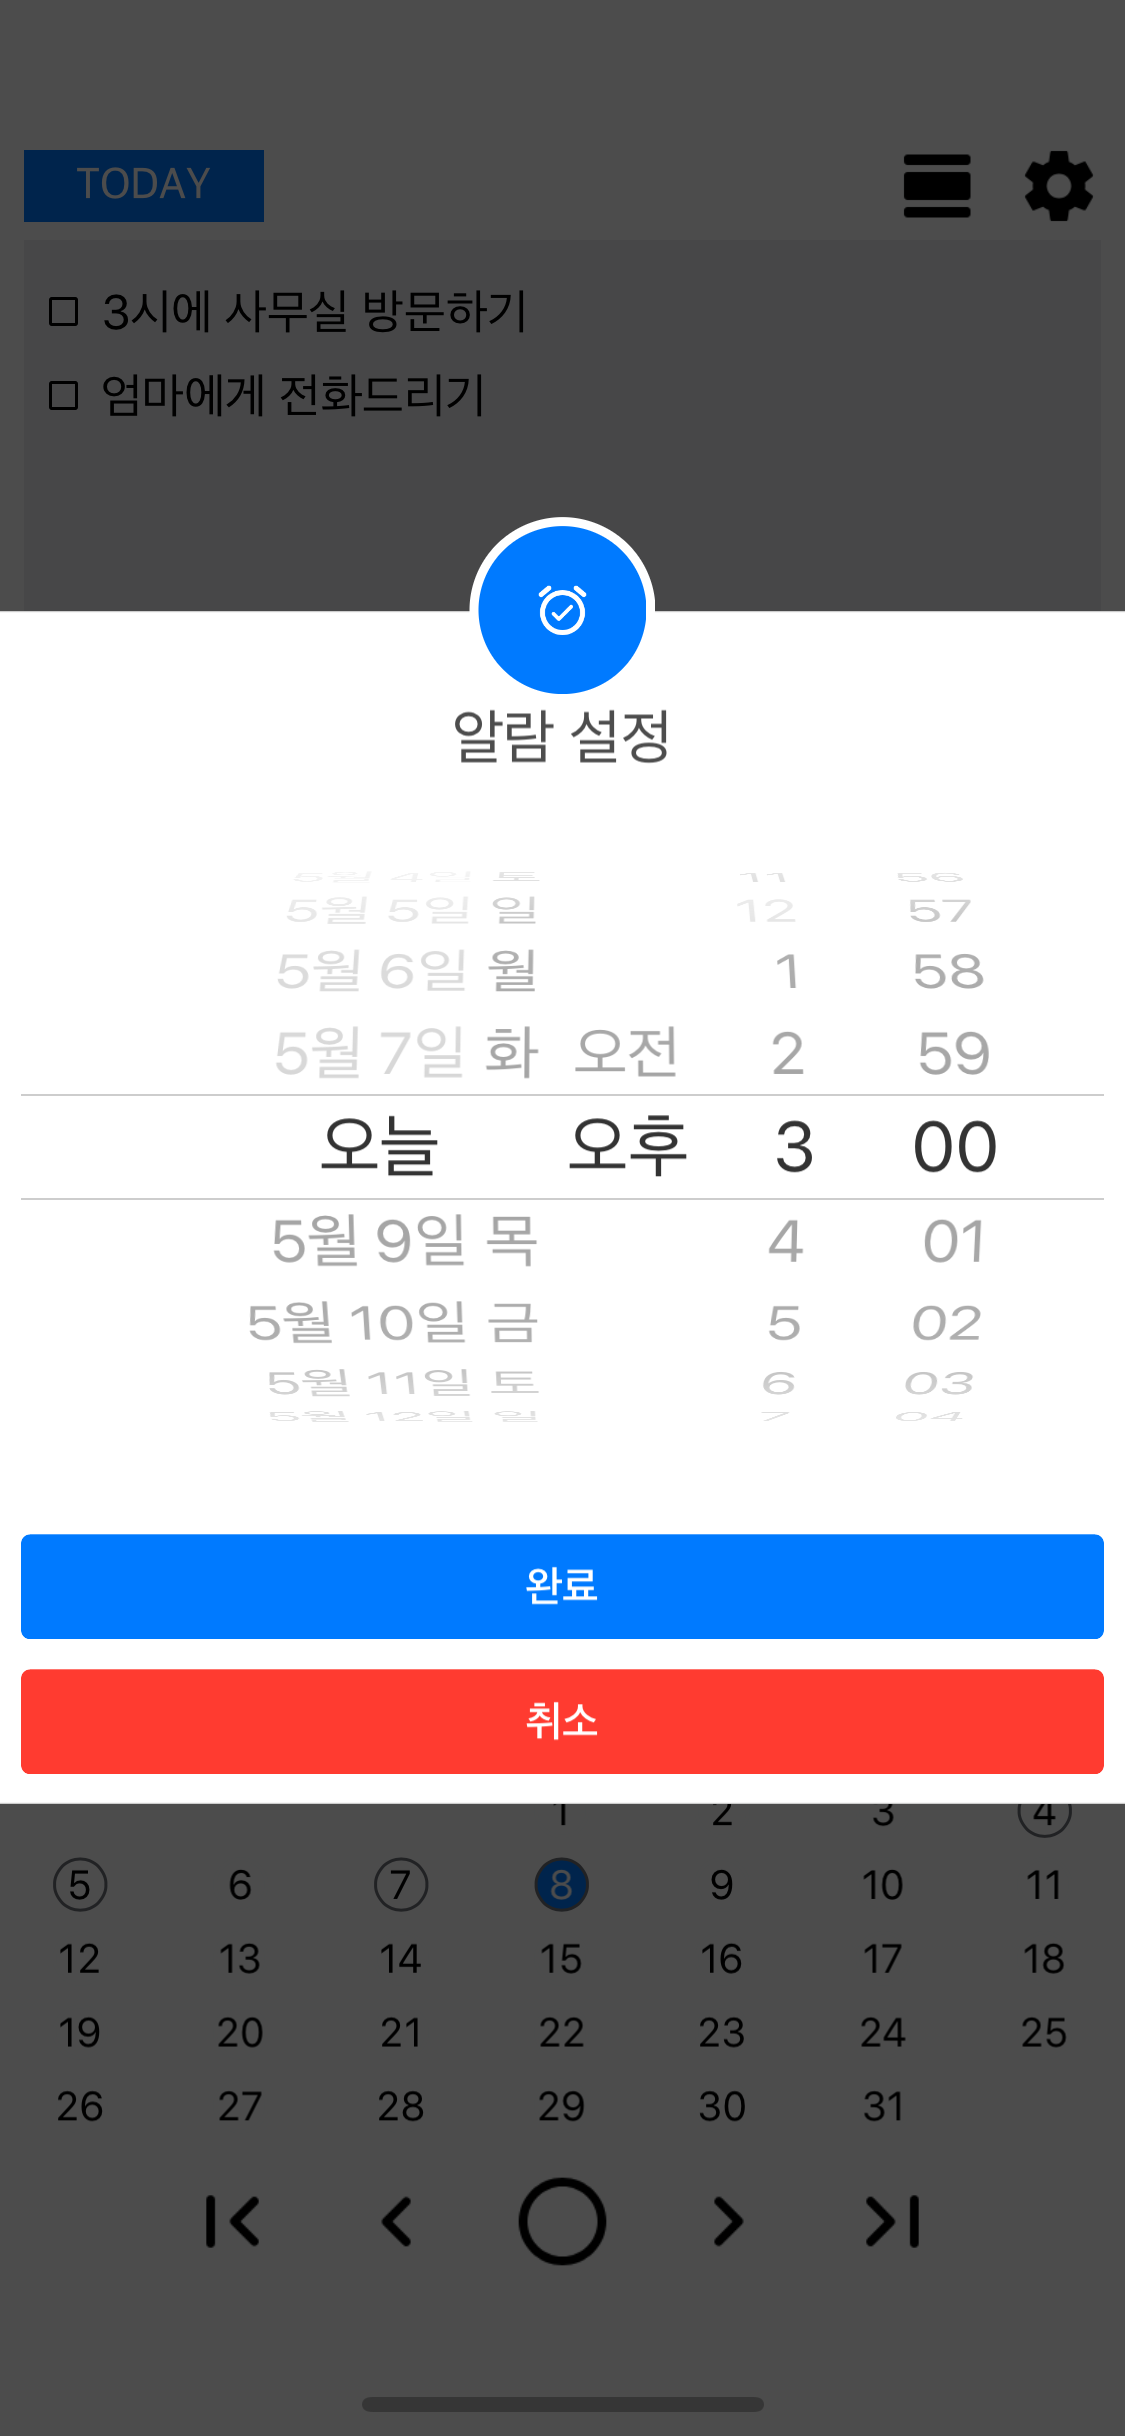 TODAY
3시에 사무실 방문하기
엄마에게 전화드리기
알람 설정
5월 4일 토 11 56
5월 5일 일 12 57
5월 6일 월 1 58
5월 7일 화 오전 2 59
오늘 오후 3 00
5월 9일 목 4 01
5월 10일 금 5 02
5월 11일 토 6 03
5월 12일 일 7 04
완료
취소
1 2 3 4
5 6 7 8 9 10 11
12 13 14 15 16 17 18
19 20 21 22 23 24 25
26 27 28 29 30 31